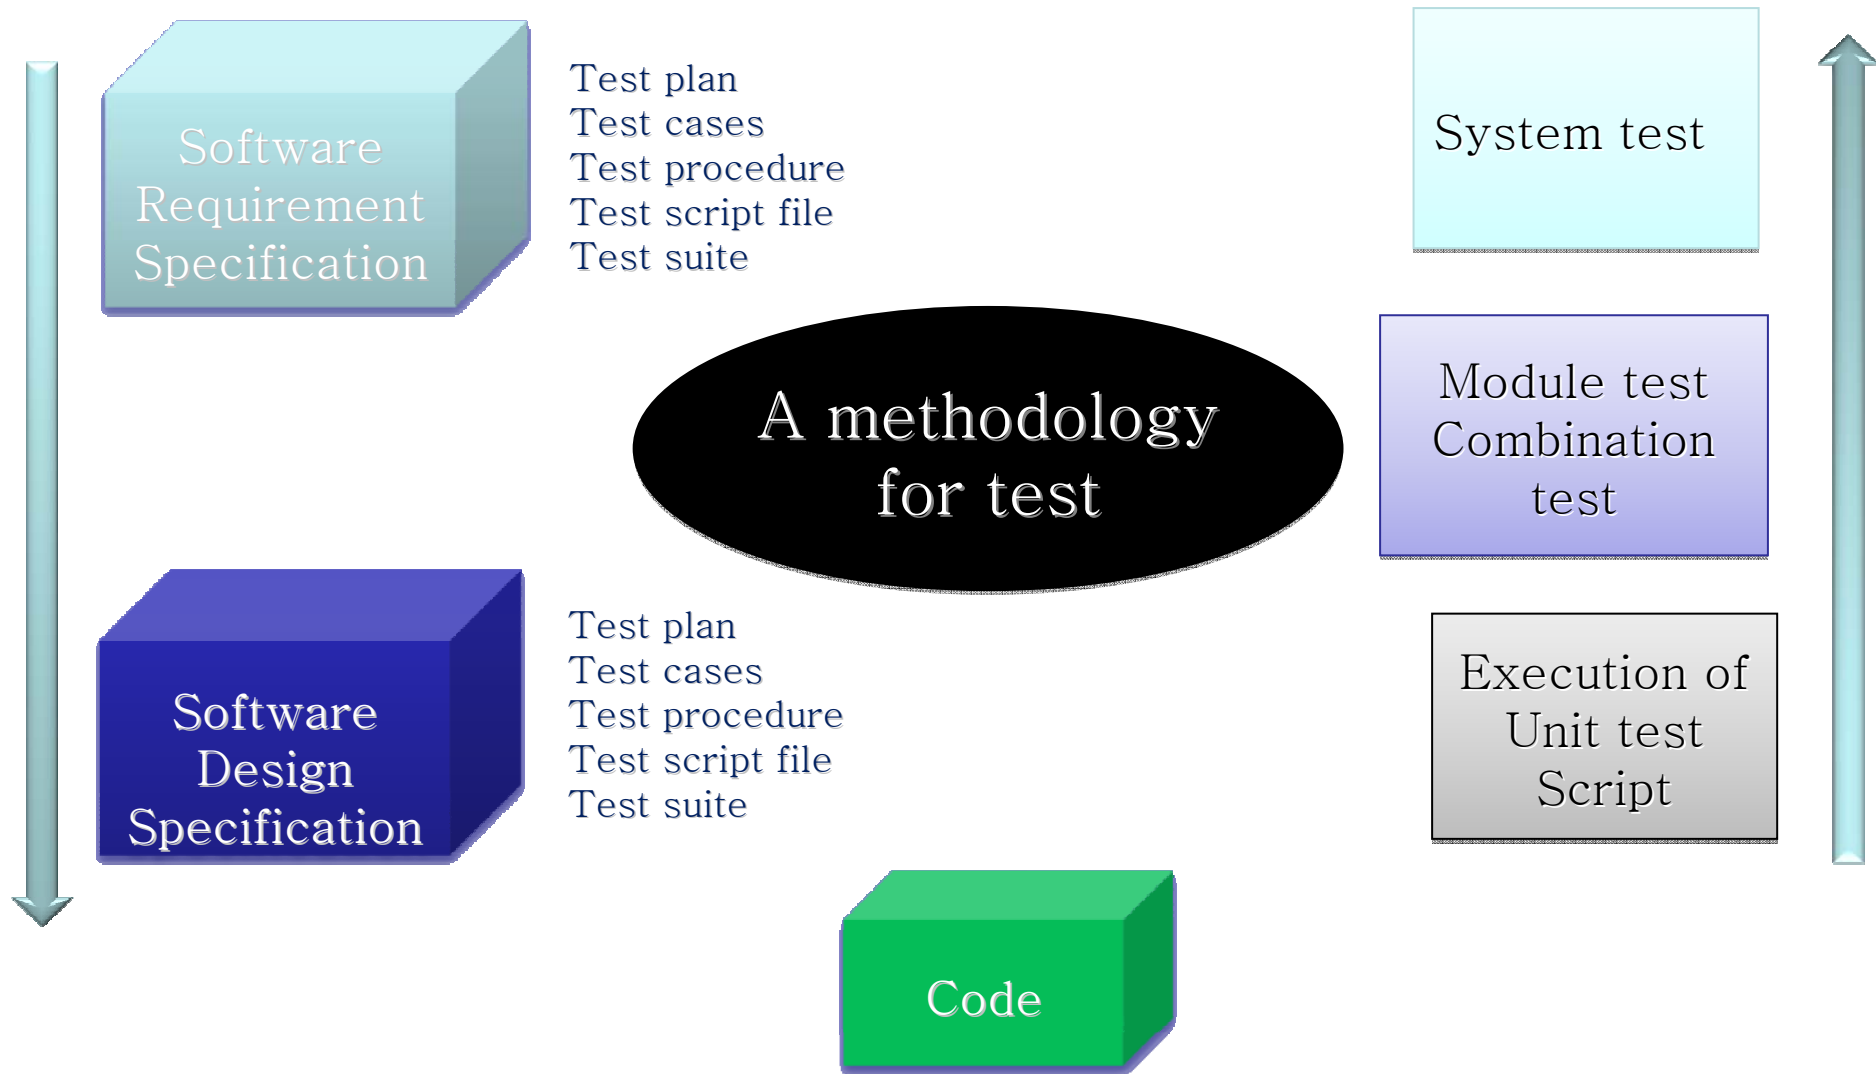 Software
Requirement
Specification
Test plan
Test cases
Test procedure
Test script file
Test suite
System test
A methodology
for test
Module test
Combination
test
Software
Design
Specification
Test plan
Test cases
Test procedure
Test script file
Test suite
Execution of
Unit test
Script
Code